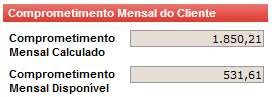 Comprometimento Mensal do Cliente
Comprometimento 1.850,21
Mensal Calculado
Comprometimento 531,61
Mensal Disponível